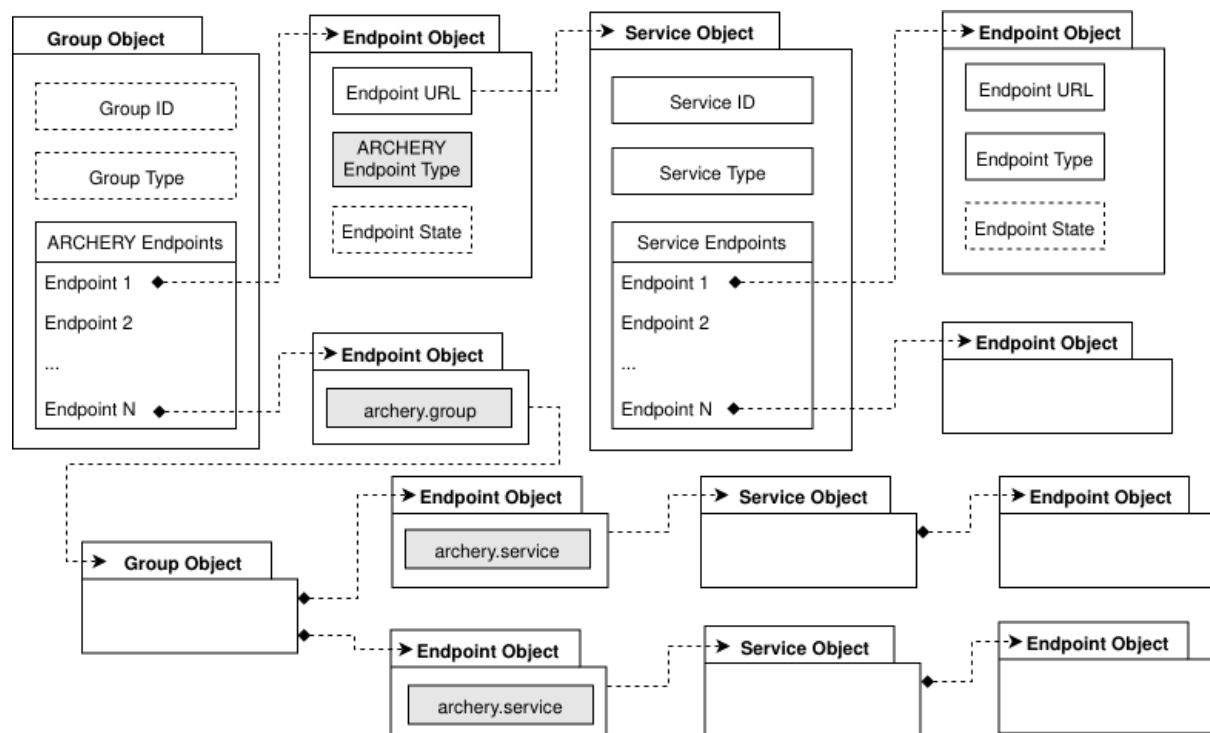 Group Object
Group ID
Group Type
ARCHERY Endpoints
Endpoint 1
Endpoint 2
...
Endpoint N
Endpoint Object
Endpoint URL
ARCHERY
Endpoint Type
Endpoint State
Endpoint Object
archery.group
Service Object
Service ID
Service Type
Service Endpoints
Endpoint 1
Endpoint 2
...
Endpoint N
Endpoint Object
Endpoint URL
Endpoint Type
Endpoint State
Endpoint Object
Group Object
Endpoint Object
archery.service
Service Object
Endpoint Object
Endpoint Object
archery.service
Service Object
Endpoint Object